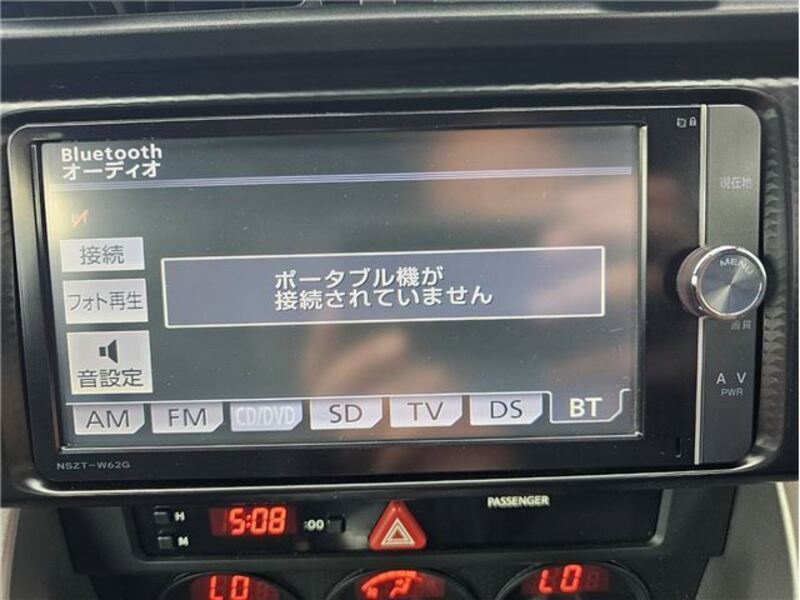 Bluetooth
オーディオ
現在地
接続
ポータブル機が
接続されていません
MENU
フォト再生
画質
音設定
A V
PWR
AM FM CD/DVD SD TV DS BT
NSZT-W62G
PASSENGER
H
5:08
:00
M
LO
LO